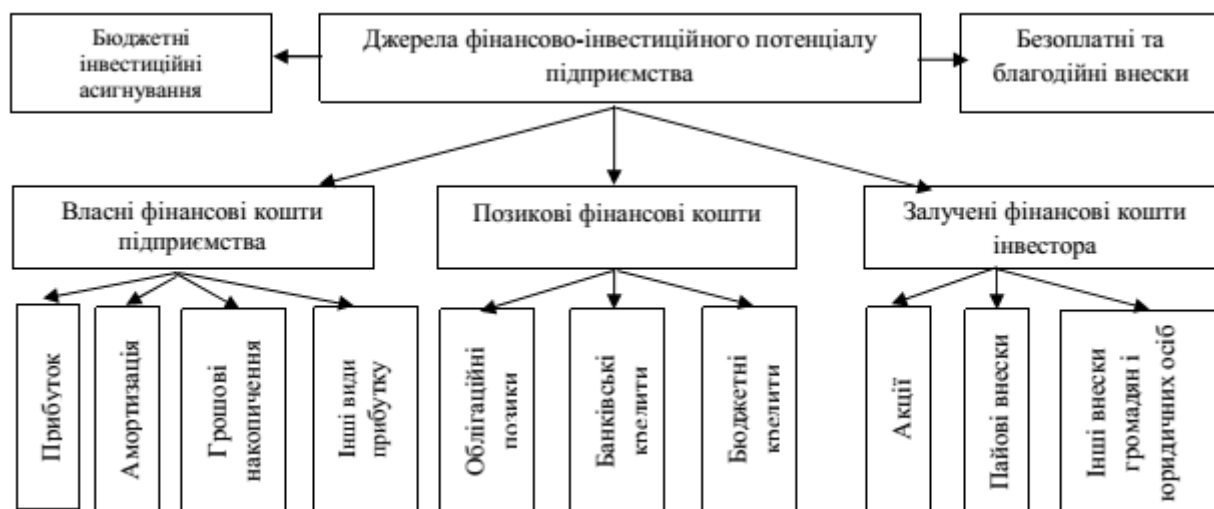 Бюджетні
інвестиційні
асигнування
Джерела фінансово-інвестиційного потенціалу
підприємства
Безоплатні та
благодійні внески
Власні фінансові кошти
підприємства
Позикові фінансові кошти
Залучені фінансові кошти
інвестора
Прибуток
Амортизація
Грошові
накопичення
Інші види
прибутку
Облігаційні
позики
Банківські
кредити
Бюджетні
кредити
Акції
Пайові внески
Інші внески
громадян і
юридичних осіб